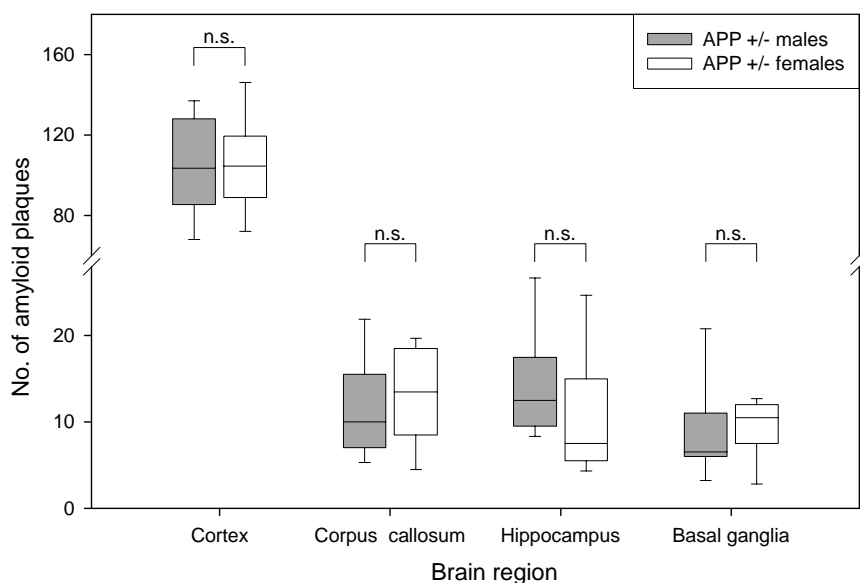 160
120
80
20
10
0
No. of amyloid plaques
n.s.
n.s.
n.s.
n.s.
APP +/- males
APP +/- females
Cortex
Corpus callosum
Hippocampus
Basal ganglia
Brain region